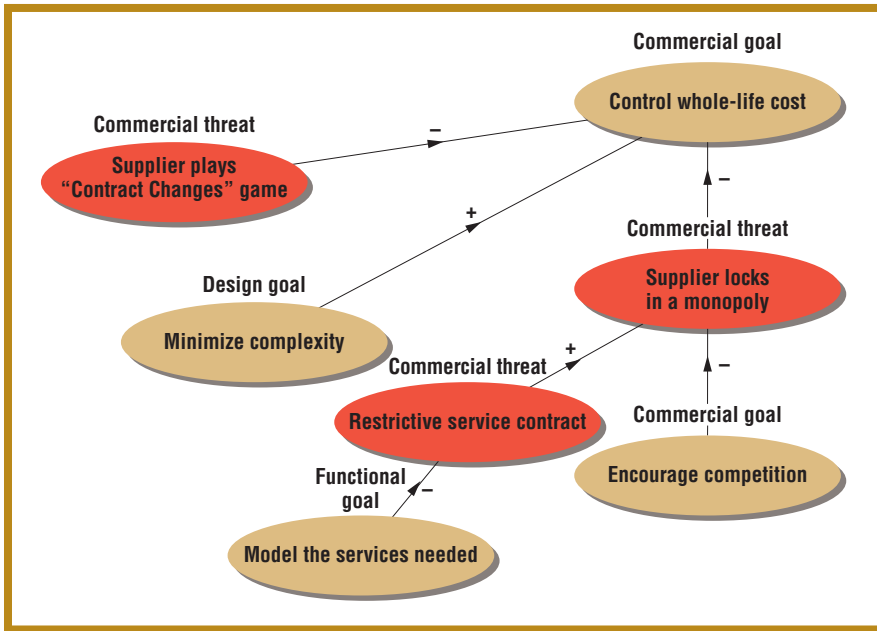 Commercial goal
Control whole-life cost
Commercial threat
Supplier plays
“Contract Changes” game
–
+
–
Commercial threat
Supplier locks
in a monopoly
Design goal
Minimize complexity
+
–
Commercial threat
Restrictive service contract
Commercial goal
Encourage competition
Functional
goal
–
Model the services needed